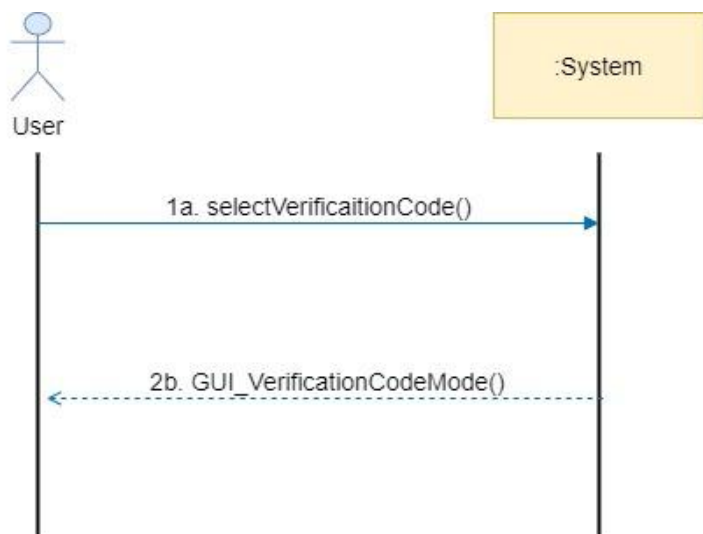 :System
User
1a. selectVerificaitionCode()
2b. GUI_VerificationCodeMode()